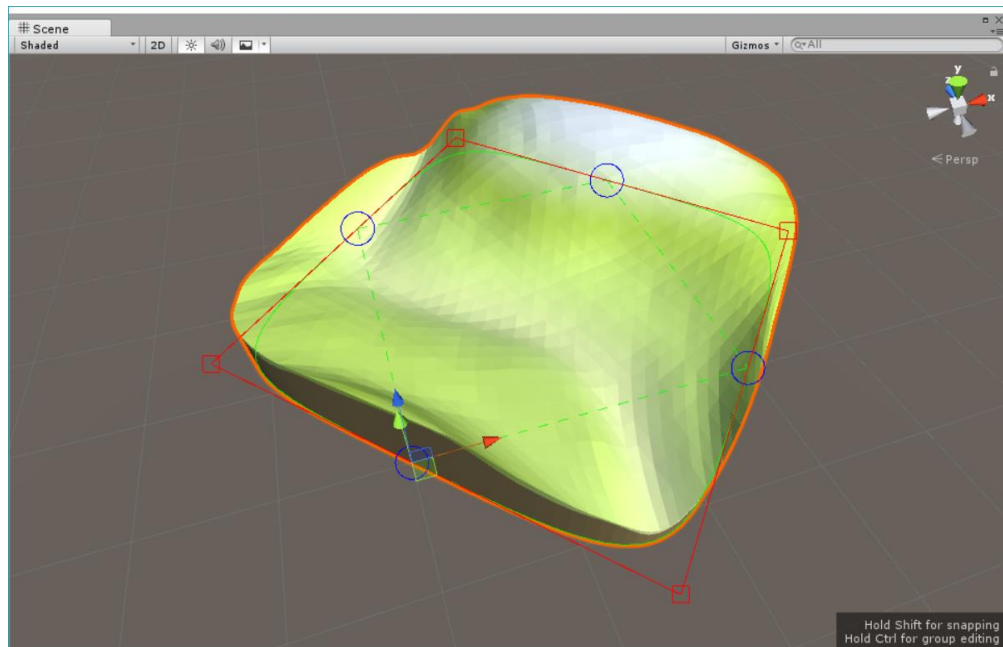 Scene
Shaded
2D
Gizmos
All
y
z
x
Persp
Hold Shift for snapping
Hold Ctrl for group editing